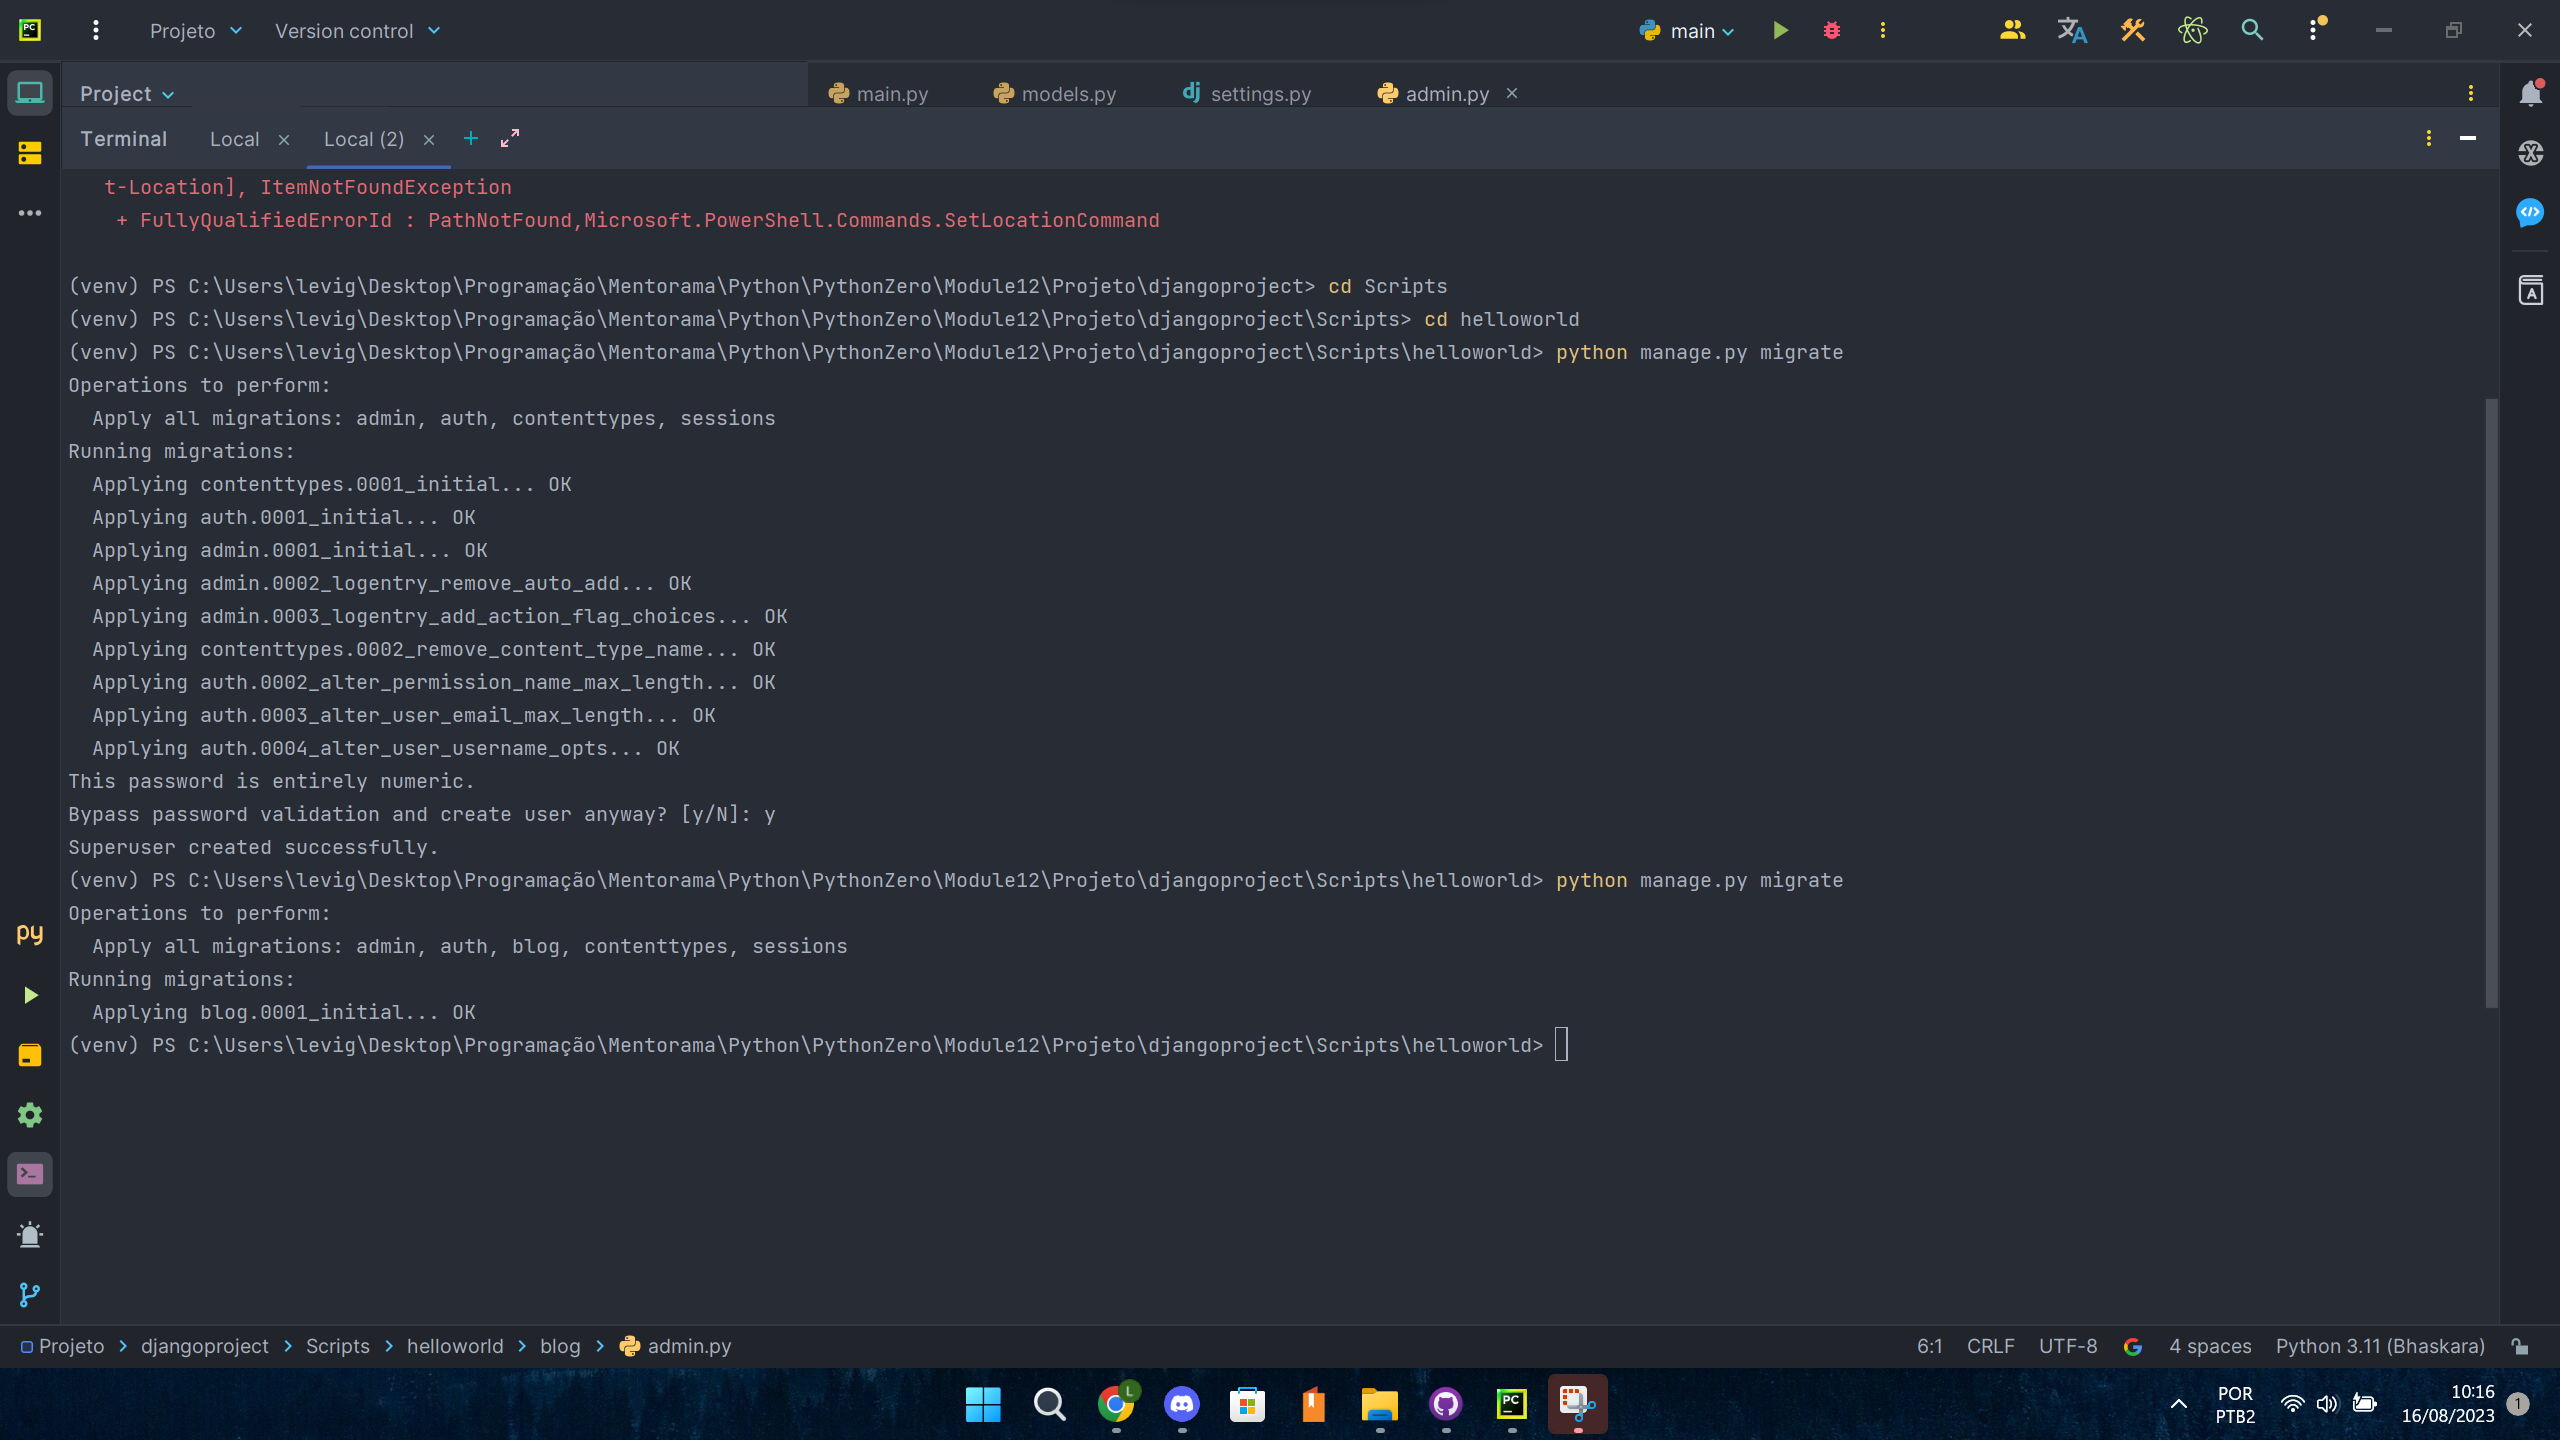 Projeto Version control main
Project main.py models.py settings.py admin.py
Terminal Local Local (2)
t-Location], ItemNotFoundException
+ FullyQualifiedErrorId : PathNotFound,Microsoft.PowerShell.Commands.SetLocationCommand
(venv) PS C:\Users\levig\Desktop\Programação\Mentorama\Python\PythonZero\Module12\Projeto\djangoproject> cd Scripts
(venv) PS C:\Users\levig\Desktop\Programação\Mentorama\Python\PythonZero\Module12\Projeto\djangoproject\Scripts> cd helloworld
(venv) PS C:\Users\levig\Desktop\Programação\Mentorama\Python\PythonZero\Module12\Projeto\djangoproject\Scripts\helloworld> python manage.py migrate
Operations to perform:
Apply all migrations: admin, auth, contenttypes, sessions
Running migrations:
Applying contenttypes.0001_initial... OK
Applying auth.0001_initial... OK
Applying admin.0001_initial... OK
Applying admin.0002_logentry_remove_auto_add... OK
Applying admin.0003_logentry_add_action_flag_choices... OK
Applying contenttypes.0002_remove_content_type_name... OK
Applying auth.0002_alter_permission_name_max_length... OK
Applying auth.0003_alter_user_email_max_length... OK
Applying auth.0004_alter_user_username_opts... OK
This password is entirely numeric.
Bypass password validation and create user anyway? [y/N]: y
Superuser created successfully.
(venv) PS C:\Users\levig\Desktop\Programação\Mentorama\Python\PythonZero\Module12\Projeto\djangoproject\Scripts\helloworld> python manage.py migrate
Operations to perform:
Apply all migrations: admin, auth, blog, contenttypes, sessions
Running migrations:
Applying blog.0001_initial... OK
(venv) PS C:\Users\levig\Desktop\Programação\Mentorama\Python\PythonZero\Module12\Projeto\djangoproject\Scripts\helloworld>
Projeto > djangoproject > Scripts > helloworld > blog > admin.py 6:1 CRLF UTF-8 4 spaces Python 3.11 (Bhaskara)
POR 10:16
PTB2 16/08/2023 1